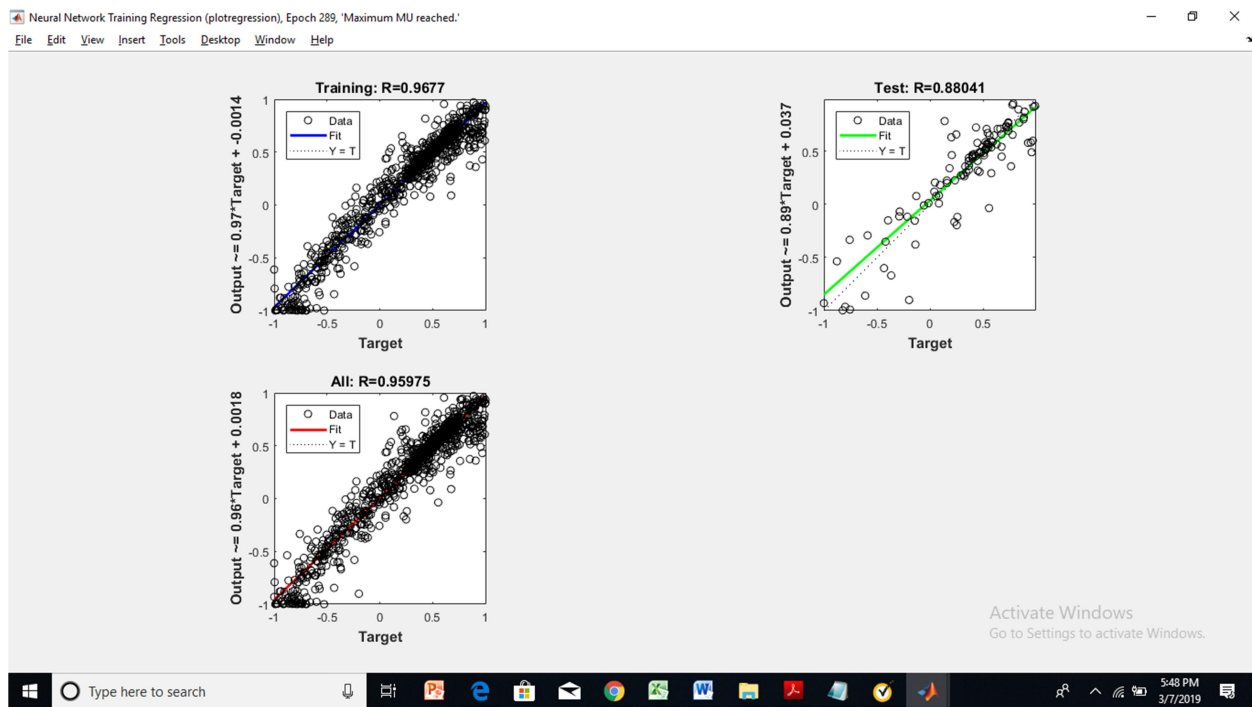 Neural Network Training Regression (plotregression), Epoch 289, 'Maximum MU reached.'
File Edit View Insert Tools Desktop Window Help
Training: R=0.9677
Output ~= 0.97*Target + -0.0014
1
0.5
0
-0.5
-1
Data
Fit
Y = T
-1 -0.5 0 0.5 1
Target
Test: R=0.88041
Output ~= 0.89*Target + 0.037
0.5
0
-0.5
-1
Data
Fit
Y = T
-1 -0.5 0 0.5
Target
All: R=0.95975
Output ~= 0.96*Target + 0.0018
1
0.5
0
-0.5
-1
Data
Fit
Y = T
-1 -0.5 0 0.5 1
Target
Activate Windows
Go to Settings to activate Windows.
Type here to search
5:48 PM
3/7/2019